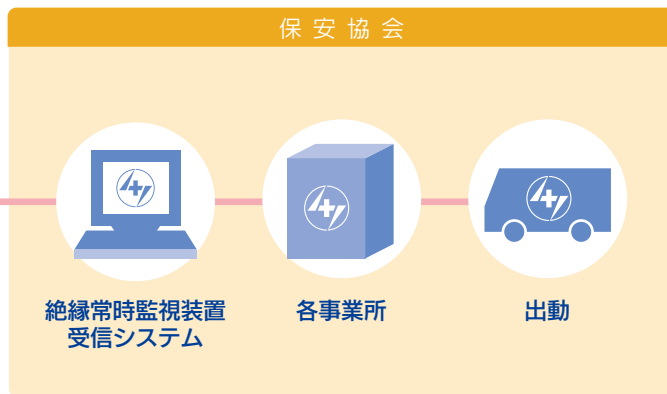 保安協会
絶縁常時監視装置
受信システム
各事業所
出動